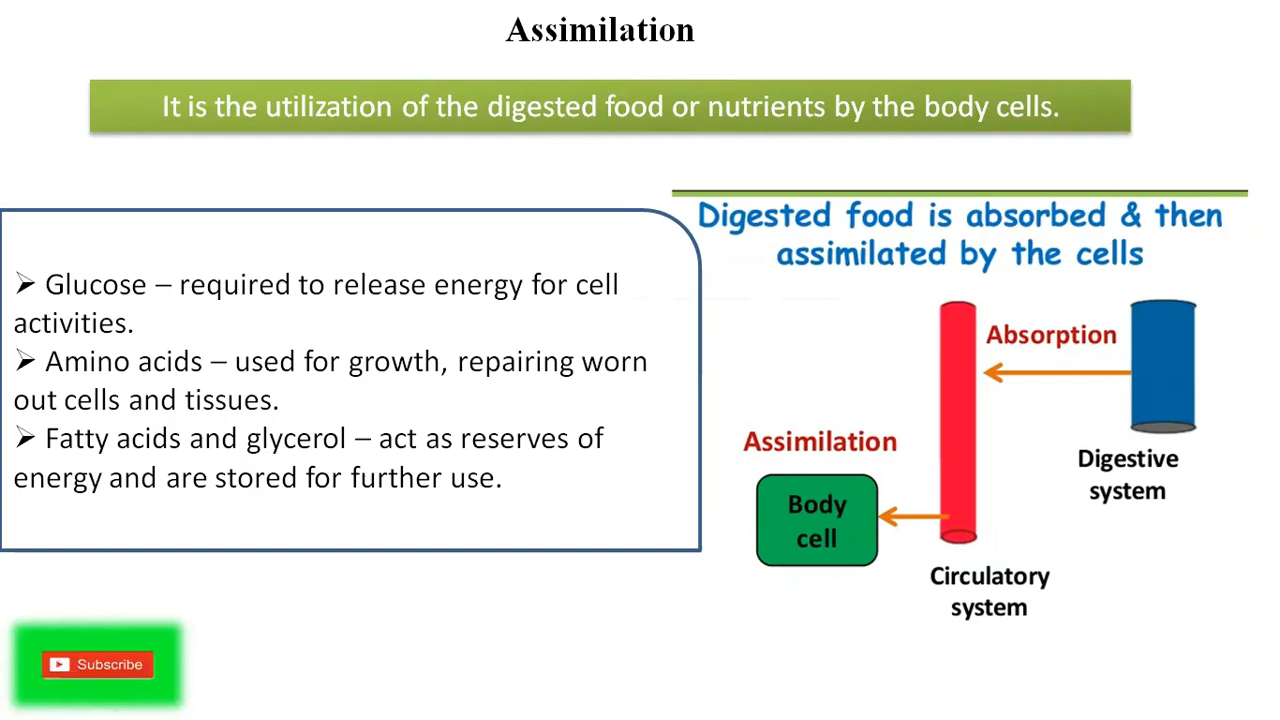 Assimilation
It is the utilization of the digested food or nutrients by the body cells.
➢ Glucose – required to release energy for cell
activities.
➢ Amino acids – used for growth, repairing worn
out cells and tissues.
➢ Fatty acids and glycerol – act as reserves of
energy and are stored for further use.
Digested food is absorbed & then
assimilated by the cells
Absorption
Assimilation
Digestive
system
Body
cell
Circulatory
system
Subscribe